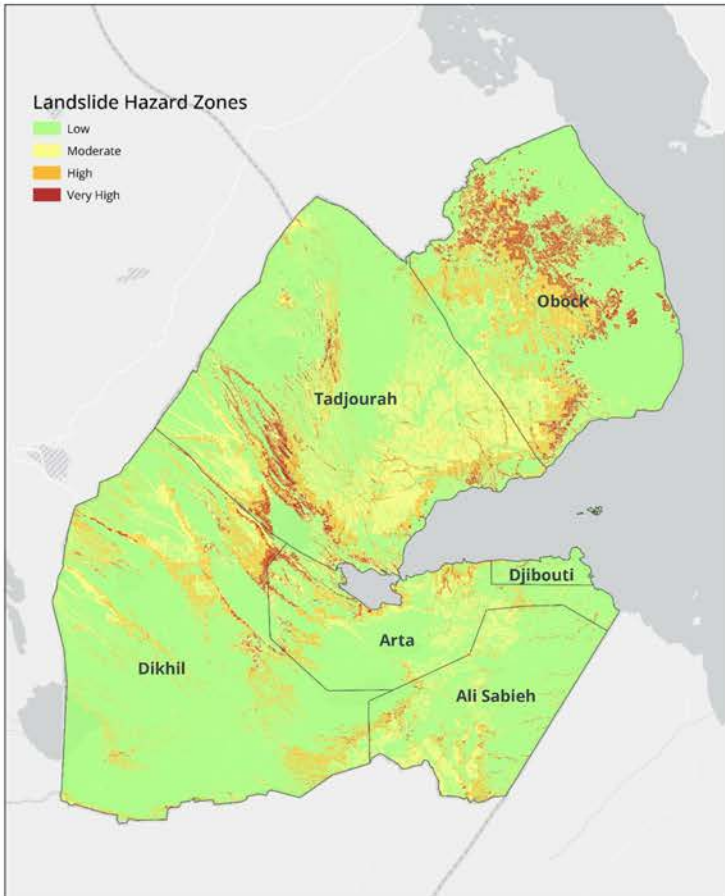 Landslide Hazard Zones
Low
Moderate
High
Very High
Obock
Tadjourah
Djibouti
Arta
Dikhil
Ali Sabieh